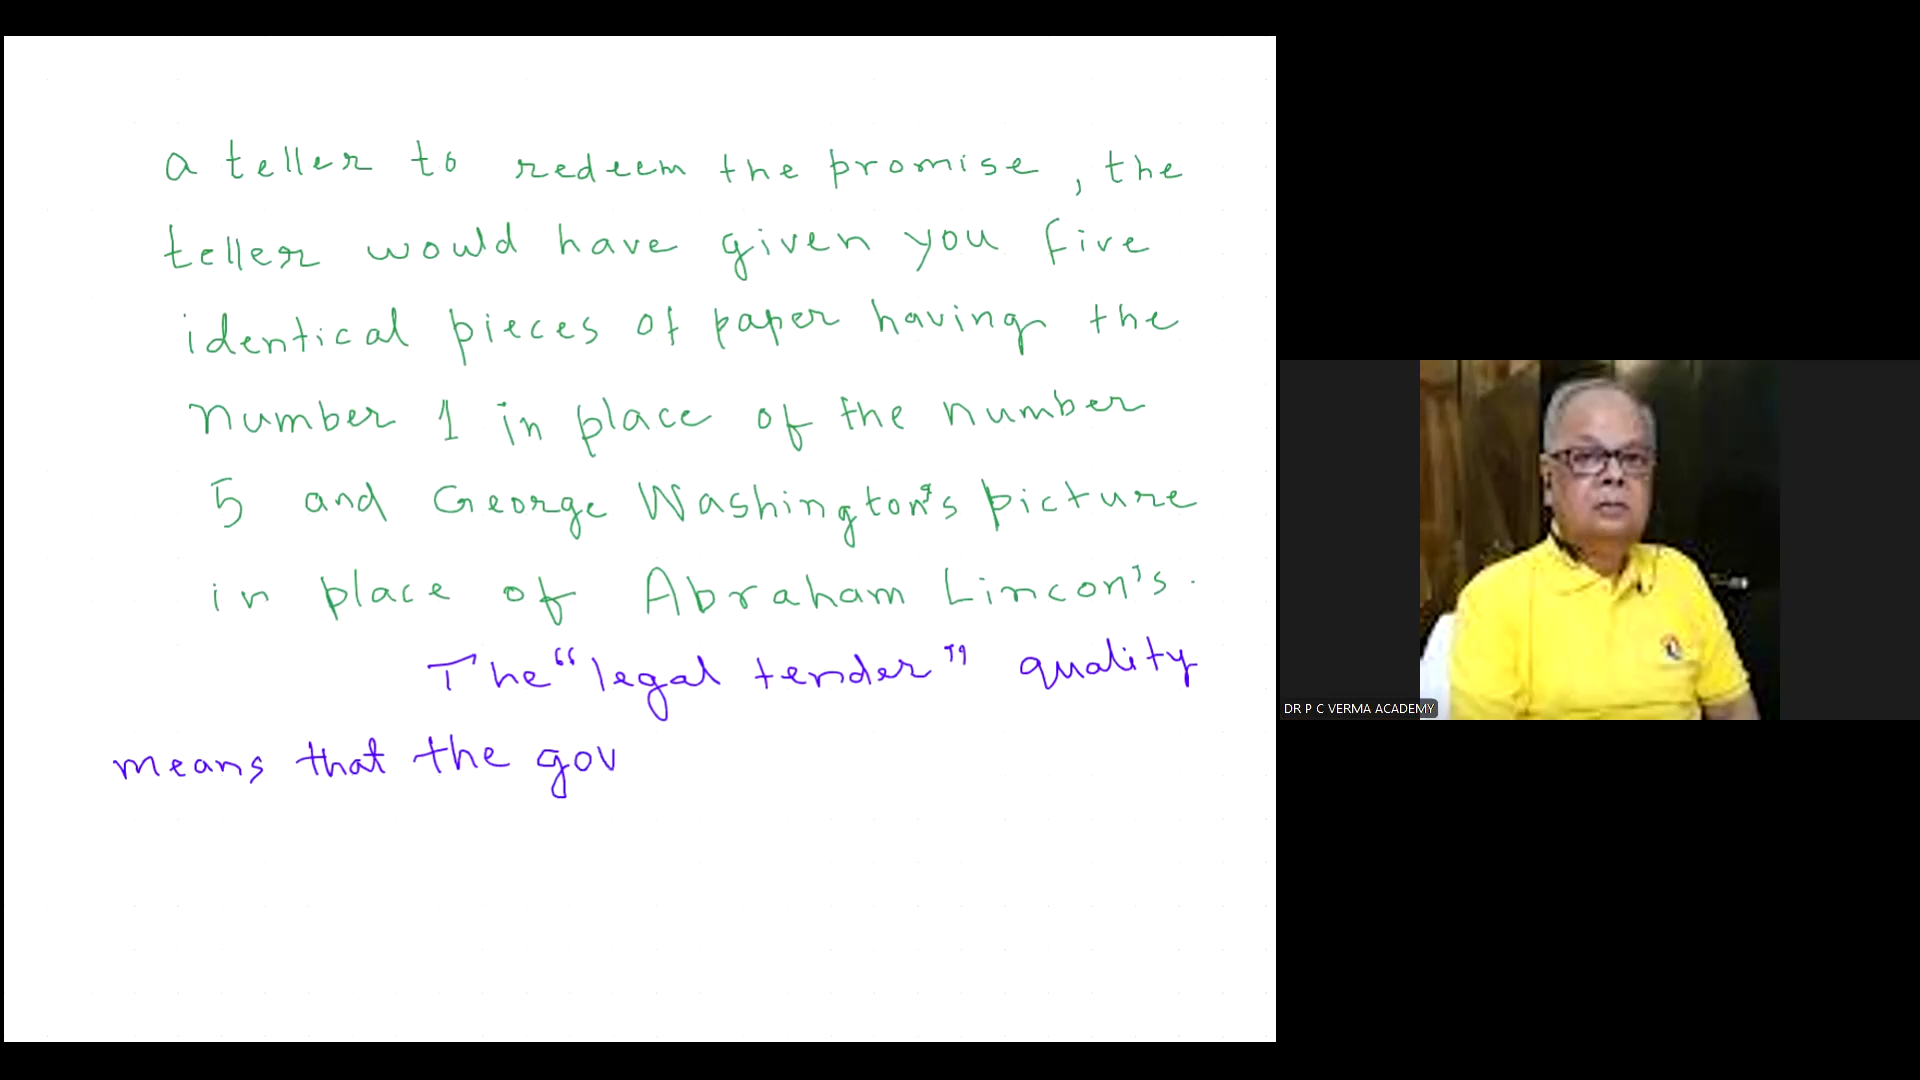 a teller to redeem the promise, the
teller would have given you five
identical pieces of paper having the
number 1 in place of the number
5 and George Washington's picture
in place of Abraham Lincon's.
The "legal tender" quality
means that the gov
DR P C VERMA ACADEMY